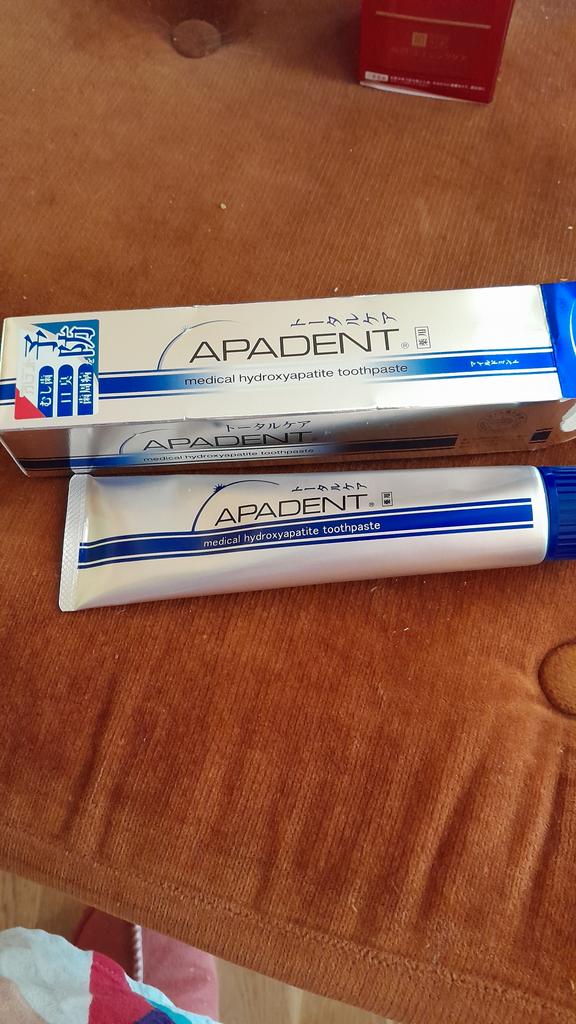 予防
むし歯
口臭
歯周病を
トータルケア
APADENT® 薬用
medical hydroxyapatite toothpaste
トータルケア
APADENT
medical hydroxyapatite toothpaste
トータルケア
APADENT® 薬用
medical hydroxyapatite toothpaste